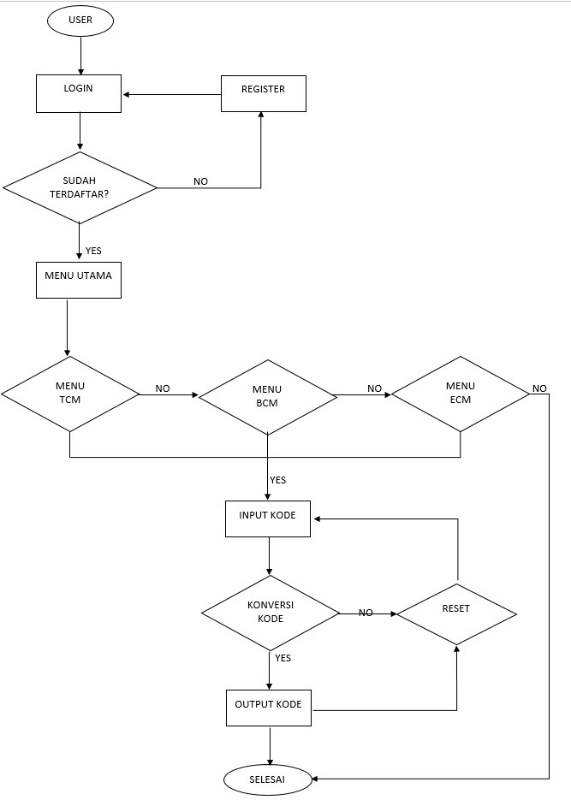 USER
LOGIN
REGISTER
SUDAH
TERDAFTAR?
NO
YES
MENU UTAMA
MENU
TCM
NO
MENU
BCM
NO
MENU
ECM
NO
YES
INPUT KODE
KONVERSI
KODE
NO
RESET
YES
OUTPUT KODE
SELESAI